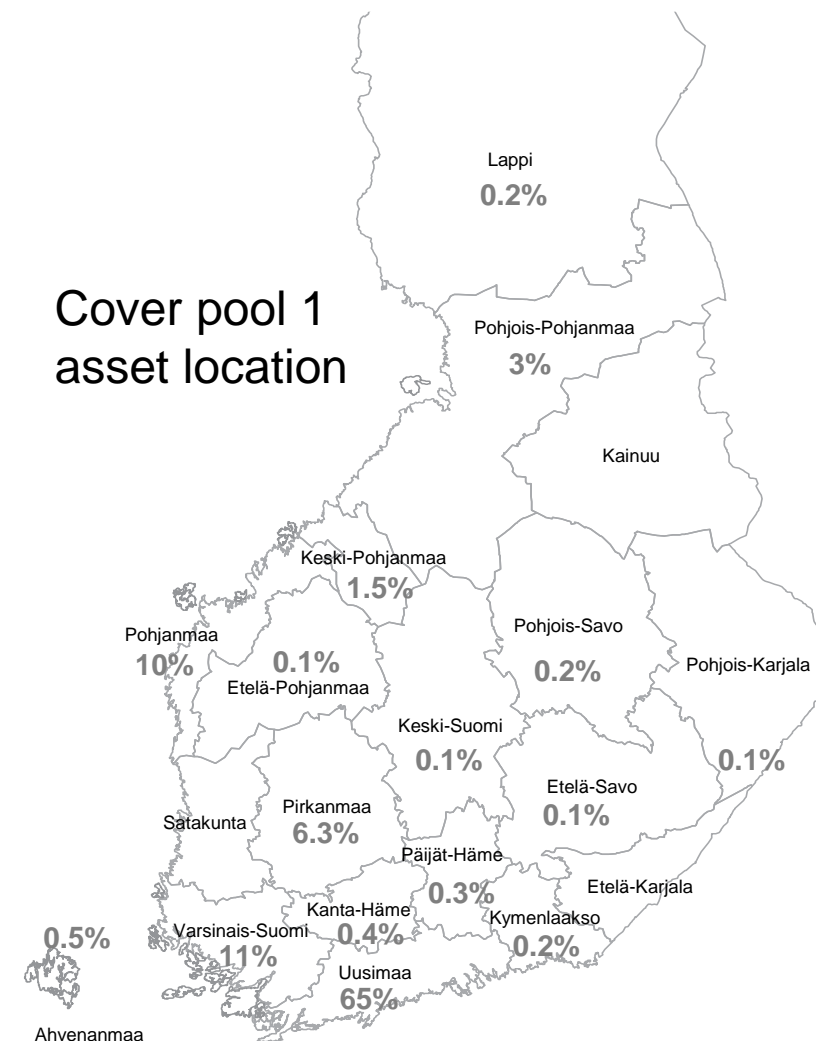 Lappi
0.2%
Cover pool 1
asset location
Pohjois-Pohjanmaa
3%
Kainuu
Keski-Pohjanmaa
1.5%
Pohjanmaa
10%
0.1%
Etelä-Pohjanmaa
Pohjois-Savo
0.2%
Pohjois-Karjala
0.1%
Keski-Suomi
0.1%
Etelä-Savo
0.1%
Satakunta
Pirkanmaa
6.3%
Päijät-Häme
0.3%
Etelä-Karjala
Kanta-Häme
0.4%
Kymenlaakso
0.2%
Varsinais-Suomi
11%
0.5%
Ahvenanmaa
Uusimaa
65%